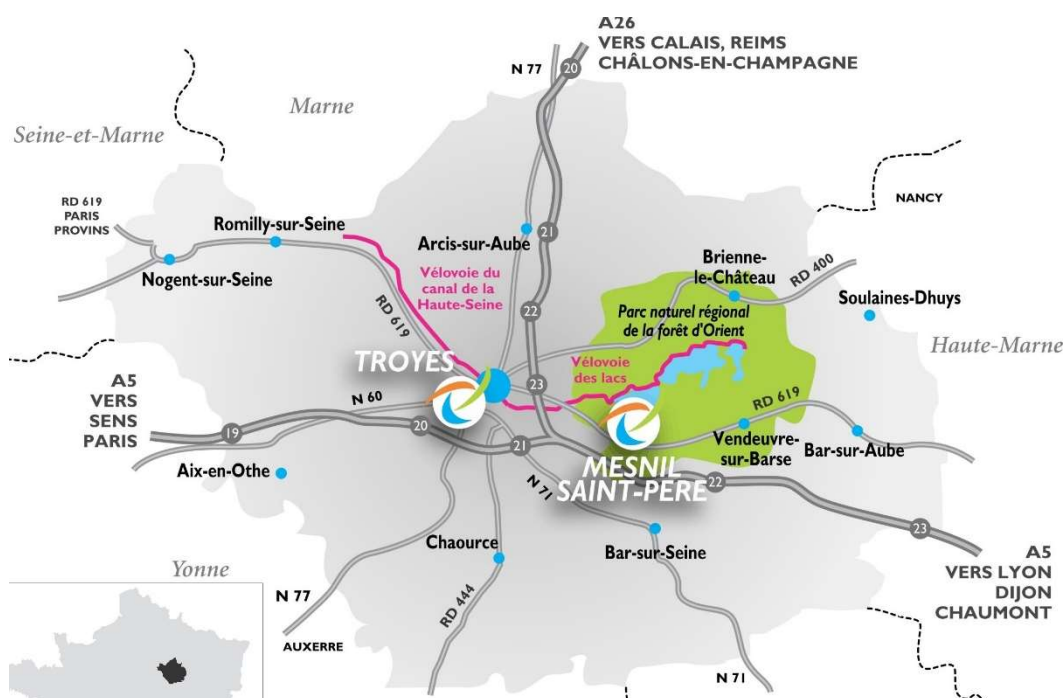 A26
VERS CALAIS, REIMS
CHÂLONS-EN-CHAMPAGNE
N 77
20
Marne
Seine-et-Marne
NANCY
RD 619
PARIS
PROVINS
Romilly-sur-Seine
Nogent-sur-Seine
Arcis-sur-Aube
21
Brienne-
le-Château
RD 400
Vélovoie du
canal de la
Haute-Seine
Soulaines-Dhuys
RD 619
22
Parc naturel régional
de la forêt d'Orient
Haute-Marne
TROYES
Vélovoie
des lacs
23
A5
VERS
SENS
PARIS
N 60
RD 619
19
20
21
Vendeuvre-
sur-Barse
Bar-sur-Aube
MESNIL
SAINT-PÈRE
Aix-en-Othe
N 71
22
23
Chaource
Bar-sur-Seine
A5
VERS LYON
DIJON
CHAUMONT
Yonne
N 77
RD 444
AUXERRE
N 71